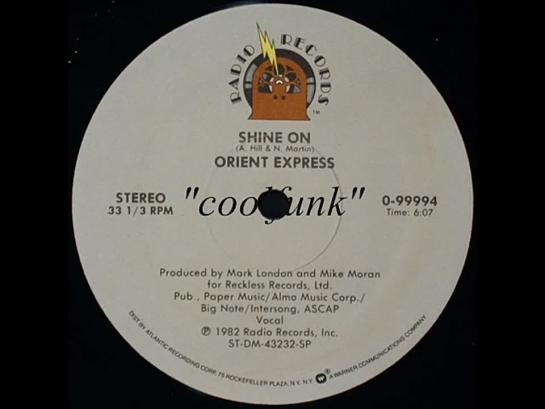 RADIO RECORDS
TM
SHINE ON
(A. Hill & N. Martin)
ORIENT EXPRESS
STEREO
33 1/3 RPM
"coolfunk"
0-99994
Time: 6:07
Produced by Mark London and Mike Moran
for Reckless Records, Ltd.
Pub., Paper Music/Almo Music Corp./
Big Note/Intersong, ASCAP
Vocal
℗ 1982 Radio Records, Inc.
ST-DM-43232-SP
DIST. BY ATLANTIC RECORDING CORP. 75 ROCKEFELLER PLAZA, N.Y. N.Y. A WARNER COMMUNICATIONS COMPANY